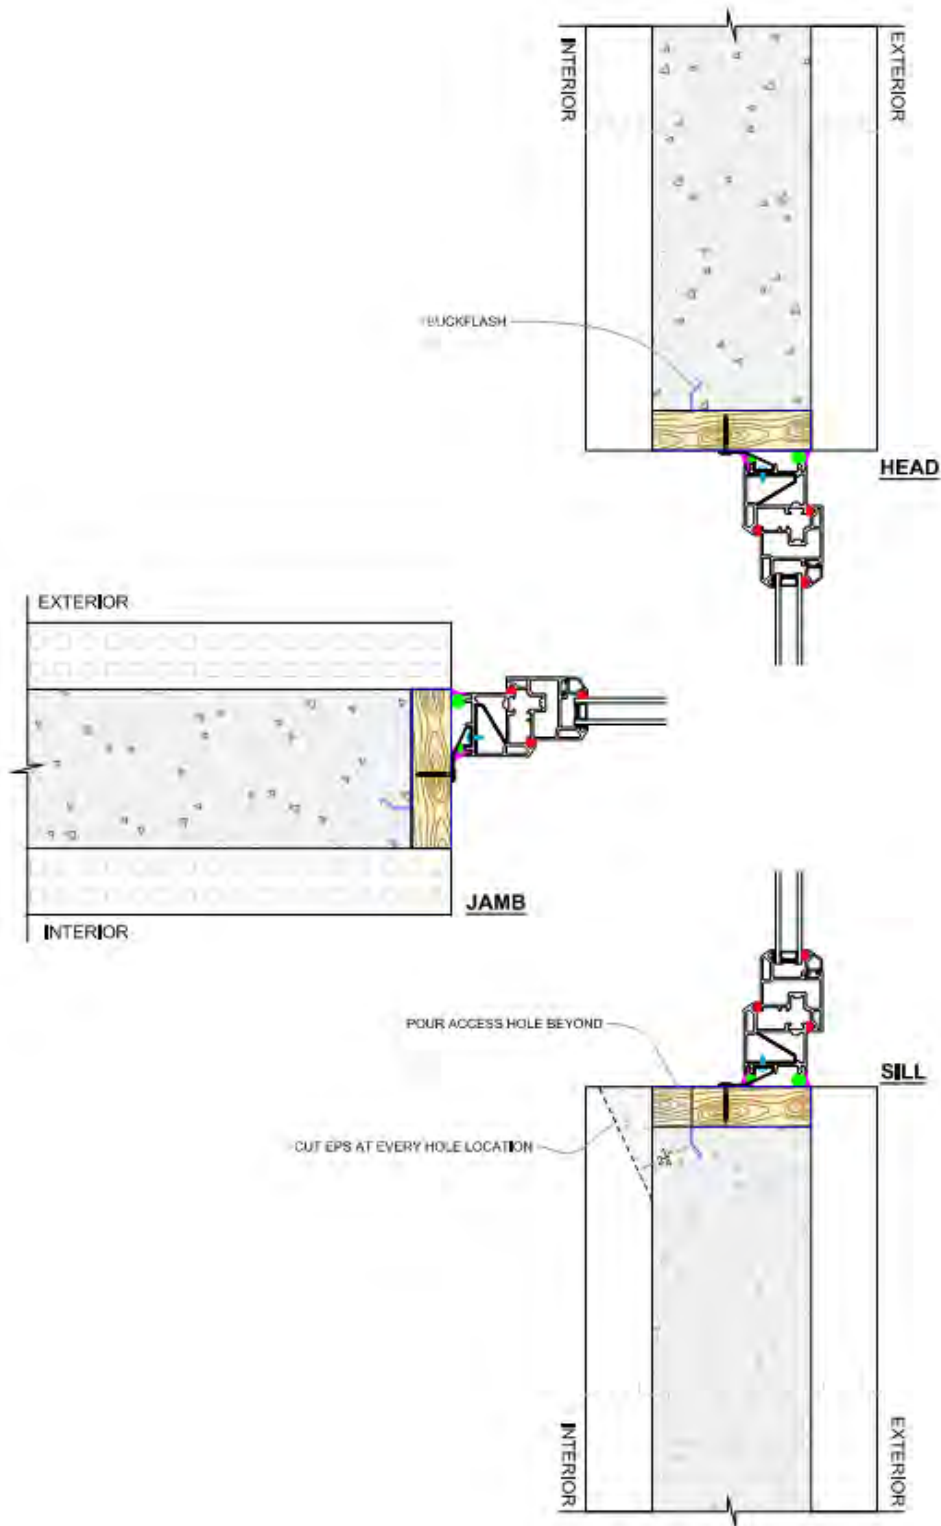 INTERIOR
EXTERIOR
BUCKFLASH
HEAD
EXTERIOR
JAMB
INTERIOR
POUR ACCESS HOLE BEYOND
SILL
CUT EPS AT EVERY HOLE LOCATION
INTERIOR
EXTERIOR